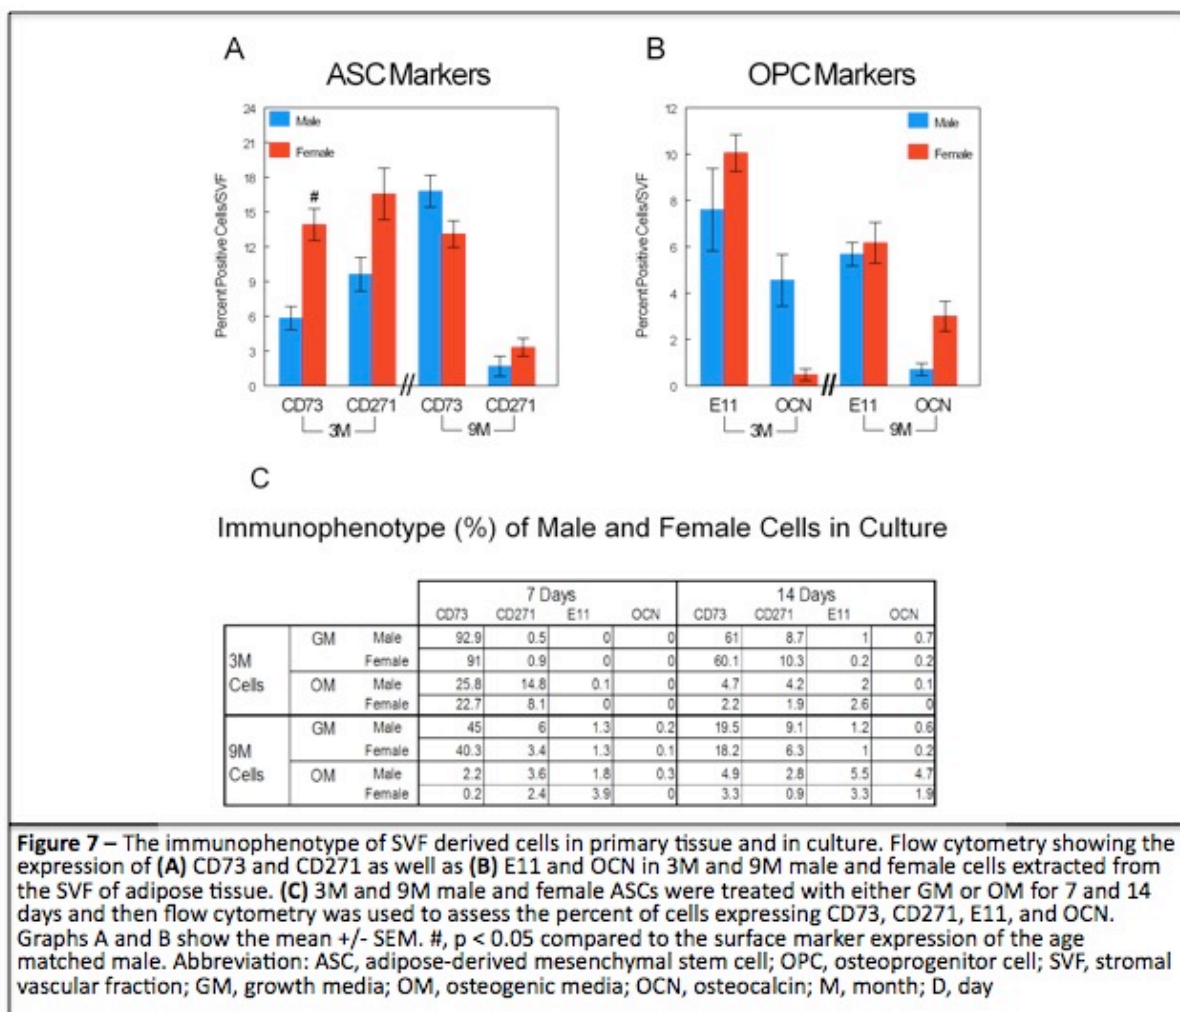 A
ASC Markers
24
21
18
15
12
9
6
3
0
Percent Positive Cells/SVF
Male
Female
#
CD73 CD271 // CD73 CD271
3M 9M
B
OPC Markers
12
10
8
6
4
2
0
Percent Positive Cells/SVF
Male
Female
E11 OCN // E11 OCN
3M 9M
C
Immunophenotype (%) of Male and Female Cells in Culture
7 Days 14 Days
CD73 CD271 E11 OCN CD73 CD271 E11 OCN
3M Cells GM Male 92.9 0.5 0 0 61 8.7 1 0.7
Female 91 0.9 0 0 60.1 10.3 0.2 0.2
OM Male 25.8 14.8 0.1 0 4.7 4.2 2 0.1
Female 22.7 8.1 0 0 2.2 1.9 2.6 0
9M Cells GM Male 45 6 1.3 0.2 19.5 9.1 1.2 0.6
Female 40.3 3.4 1.3 0.1 18.2 6.3 1 0.2
OM Male 2.2 3.6 1.8 0.3 4.9 2.8 5.5 4.7
Female 0.2 2.4 3.9 0 3.3 0.9 3.3 1.9
Figure 7 – The immunophenotype of SVF derived cells in primary tissue and in culture. Flow cytometry showing the
expression of (A) CD73 and CD271 as well as (B) E11 and OCN in 3M and 9M male and female cells extracted from
the SVF of adipose tissue. (C) 3M and 9M male and female ASCs were treated with either GM or OM for 7 and 14
days and then flow cytometry was used to assess the percent of cells expressing CD73, CD271, E11, and OCN.
Graphs A and B show the mean +/- SEM. #, p < 0.05 compared to the surface marker expression of the age
matched male. Abbreviation: ASC, adipose-derived mesenchymal stem cell; OPC, osteoprogenitor cell; SVF, stromal
vascular fraction; GM, growth media; OM, osteogenic media; OCN, osteocalcin; M, month; D, day